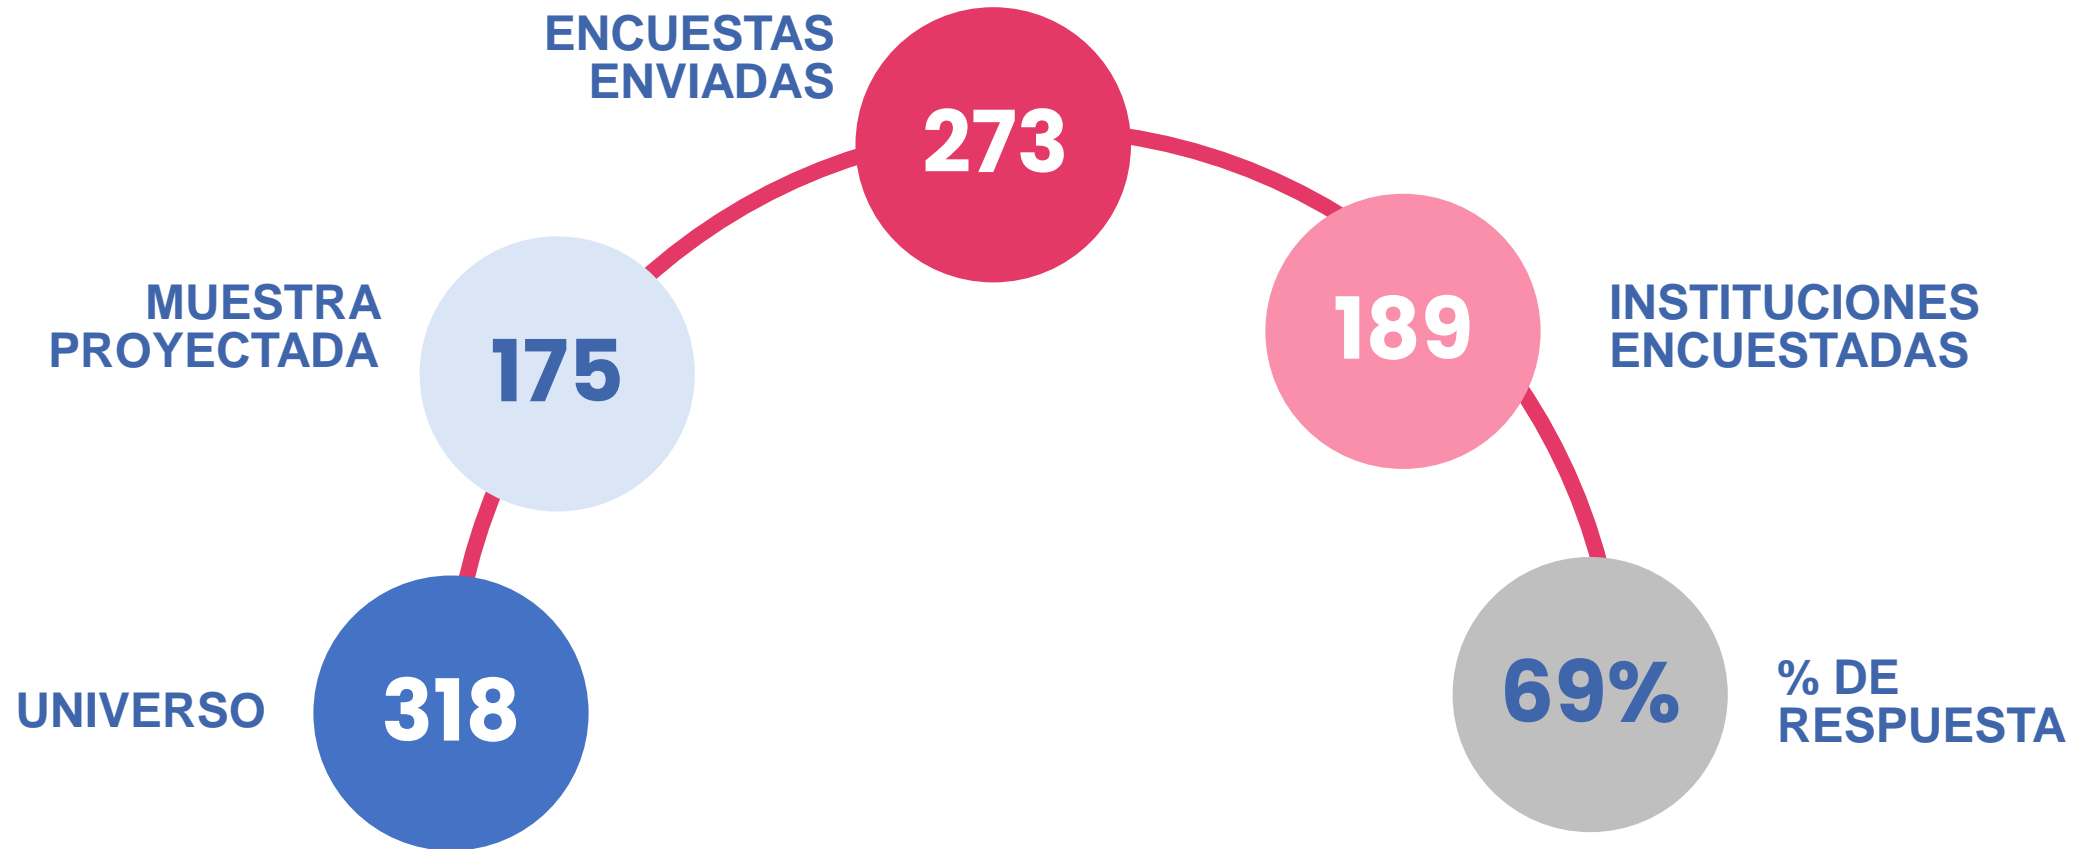 UNIVERSO
318
MUESTRA
PROYECTADA
175
ENCUESTAS
ENVIADAS
273
189
INSTITUCIONES
ENCUESTADAS
69%
% DE
RESPUESTA